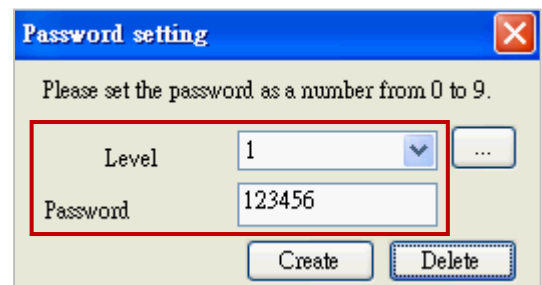 Password setting
Please set the password as a number from 0 to 9.
Level 1 ...
Password 123456
Create Delete